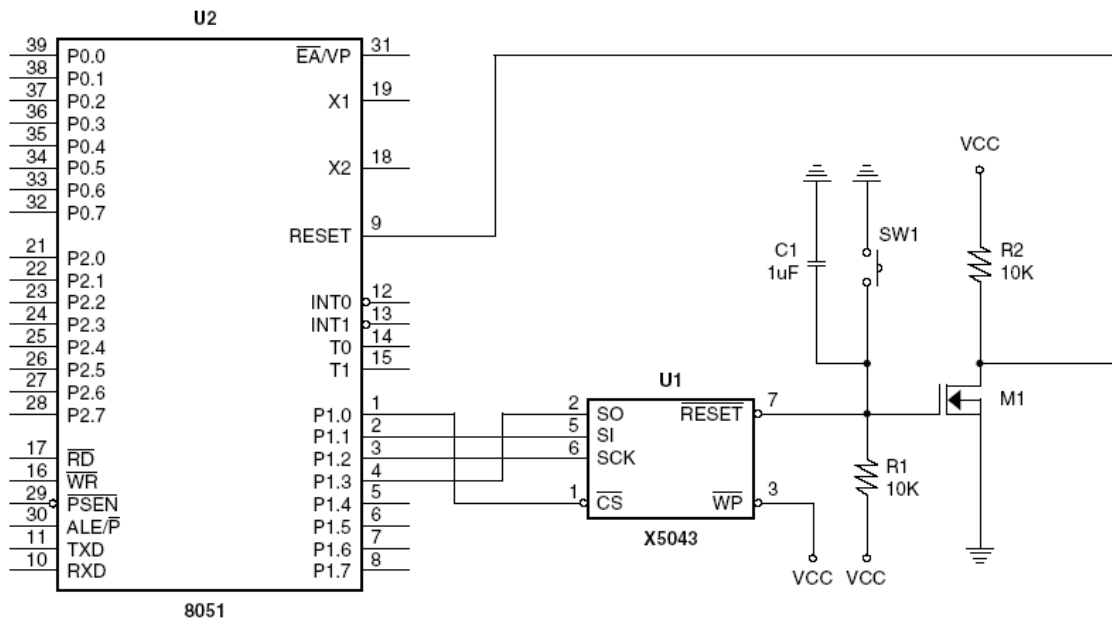 U2
39 P0.0
38 P0.1
37 P0.2
36 P0.3
35 P0.4
34 P0.5
33 P0.6
32 P0.7
21 P2.0
22 P2.1
23 P2.2
24 P2.3
25 P2.4
26 P2.5
27 P2.6
28 P2.7
17 RD
16 WR
29 PSEN
30 ALE/P
11 TXD
10 RXD
EA/VP 31
X1 19
X2 18
RESET 9
INT0 12
INT1 13
T0 14
T1 15
P1.0 1
P1.1 2
P1.2 3
P1.3 4
P1.4 5
P1.5 6
P1.6 7
P1.7 8
8051
U1
2 SO
5 SI
6 SCK
1 CS
RESET 7
WP 3
X5043
C1
1uF
SW1
VCC
R2
10K
M1
R1
10K
VCC
VCC